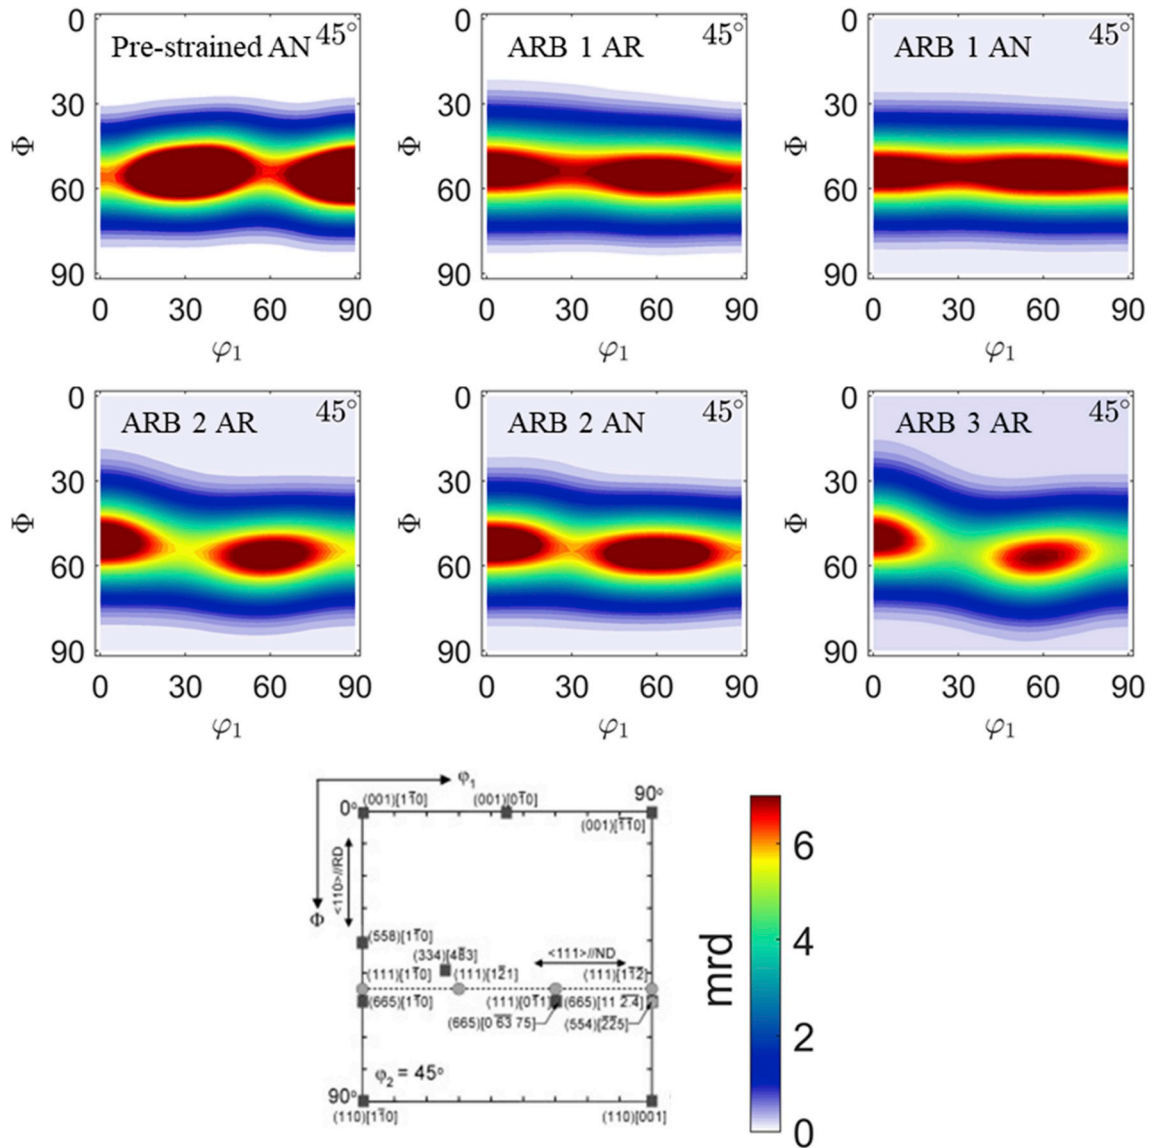 Pre-strained AN 45°
ARB 1 AR 45°
ARB 1 AN 45°
0 0 0
30 30 30
Φ Φ Φ
60 60 60
90 90 90
0 30 60 90 0 30 60 90 0 30 60 90
φ₁ φ₁ φ₁
ARB 2 AR 45°
ARB 2 AN 45°
ARB 3 AR 45°
0 0 0
30 30 30
Φ Φ Φ
60 60 60
90 90 90
0 30 60 90 0 30 60 90 0 30 60 90
φ₁ φ₁ φ₁
φ₁
0° (001)[11̄0] (001)[01̄0] 90°
(001)[1̄1̄0]
<110>//RD
Φ
(558)[11̄0]
(334)[48̄3] <111>//ND
(111)[11̄0] (111)[12̄1] (111)[11̄2̄]
(665)[11̄0] (111)[01̄1] (665)[11 2̄.4̄]
(665)[0 6̄3̄ 75] (554)[2̄2̄5]
φ₂ = 45°
90°
(110)[11̄0] (110)[001]
6
4
2
0
mrd